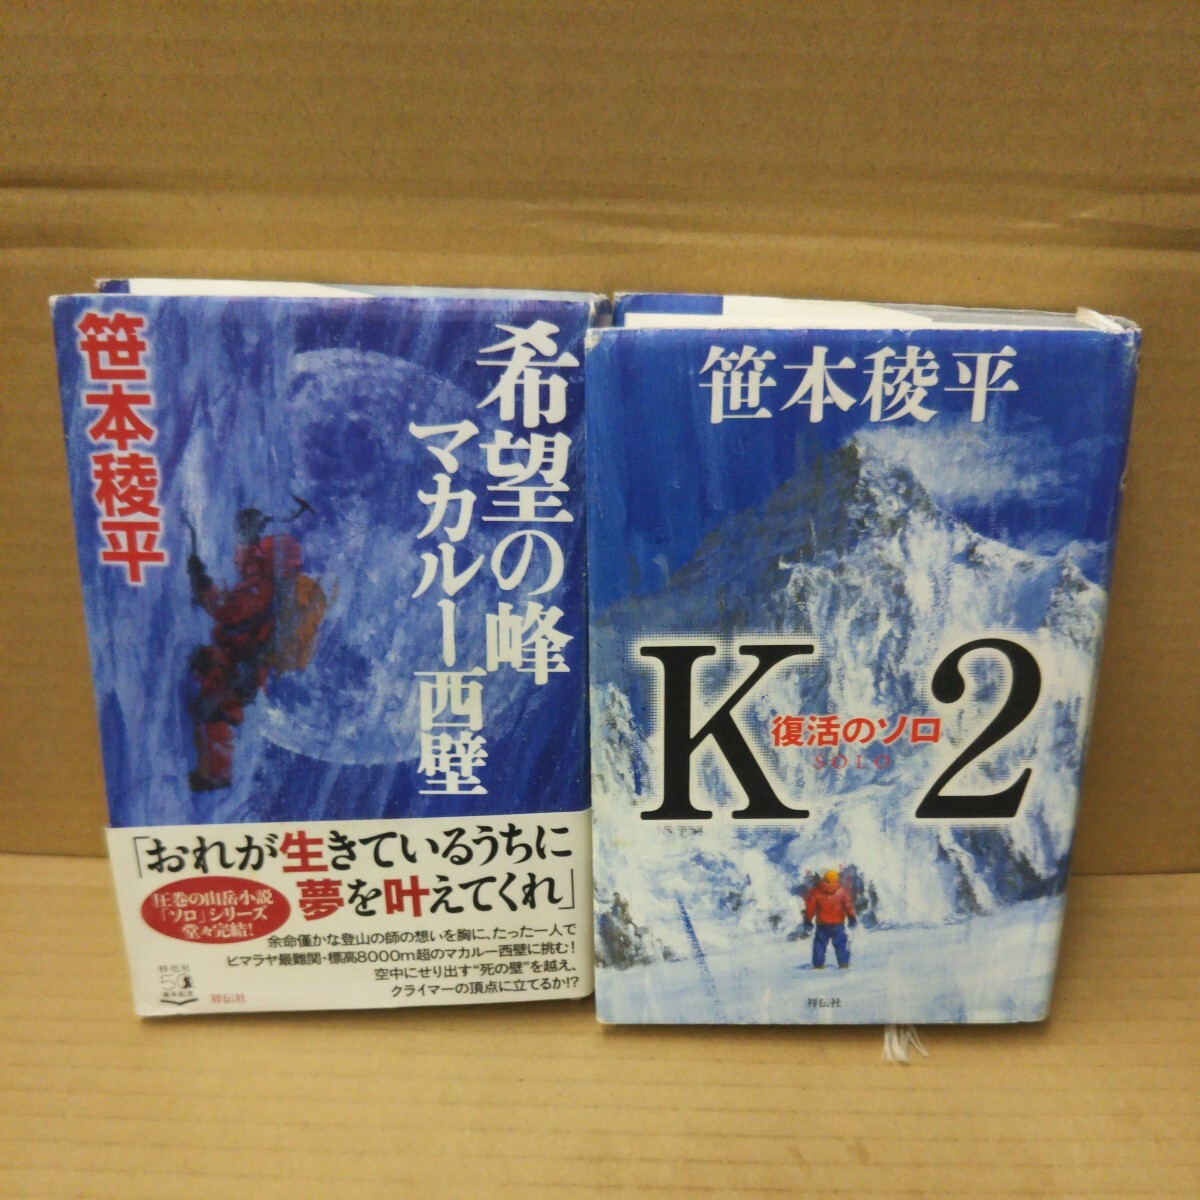 希望の峰
マカルー西壁
笹本稜平
「おれが生きているうちに
夢を叶えてくれ」
圧巻の山岳小説
「ソロ」シリーズ
堂々完結!
余命僅かな登山の師の想いを胸に、たった一人で
ヒマラヤ最難関・標高8000m超のマカルー西壁に挑む!
空中にせり出す“死の壁”を越え、
クライマーの頂点に立てるか!?
祥伝社
50
周年記念
祥伝社
笹本稜平
K2
復活のソロ
SOLO
祥伝社